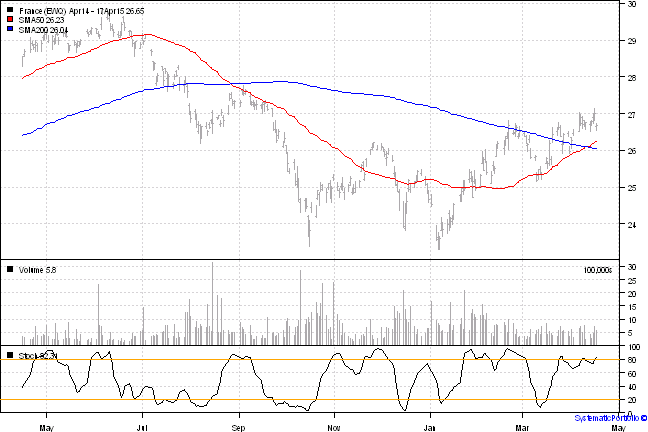 France (EWQ) Apr14 - 17Apr15 26.65
SMA50 26.23
SMA200 26.04
30
29
28
27
26
25
24
Volume 5.8
100,000s
30
25
20
15
10
5
100
80
60
40
20
0
May
Jul
Sep
Nov
Jan
Mar
May
SystematicPortfolio ©